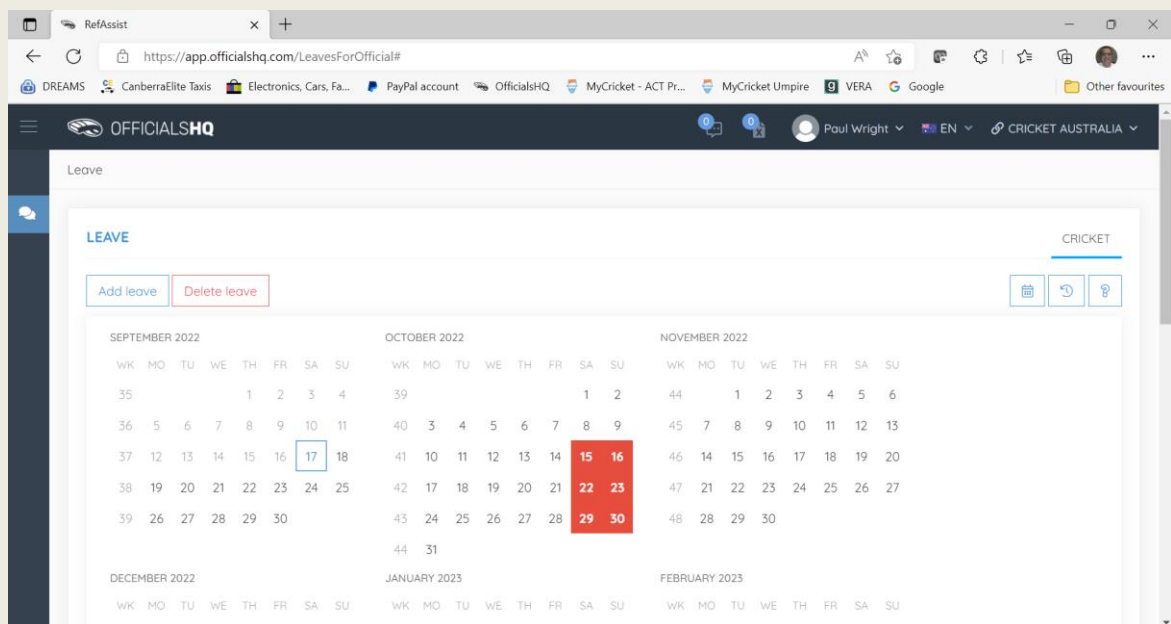 RefAssist
https://app.officialshq.com/LeavesForOfficial#
DREAMS CanberraElite Taxis Electronics, Cars, Fa... PayPal account OfficialsHQ MyCricket - ACT Pr... MyCricket Umpire VERA Google Other favourites
OFFICIALSHQ 0 0 Paul Wright EN CRICKET AUSTRALIA
Leave
LEAVE CRICKET
Add leave Delete leave
SEPTEMBER 2022 OCTOBER 2022 NOVEMBER 2022
WK MO TU WE TH FR SA SU WK MO TU WE TH FR SA SU WK MO TU WE TH FR SA SU
35 1 2 3 4 39 1 2 44 1 2 3 4 5 6
36 5 6 7 8 9 10 11 40 3 4 5 6 7 8 9 45 7 8 9 10 11 12 13
37 12 13 14 15 16 17 18 41 10 11 12 13 14 15 16 46 14 15 16 17 18 19 20
38 19 20 21 22 23 24 25 42 17 18 19 20 21 22 23 47 21 22 23 24 25 26 27
39 26 27 28 29 30 43 24 25 26 27 28 29 30 48 28 29 30
44 31
DECEMBER 2022 JANUARY 2023 FEBRUARY 2023
WK MO TU WE TH FR SA SU WK MO TU WE TH FR SA SU WK MO TU WE TH FR SA SU